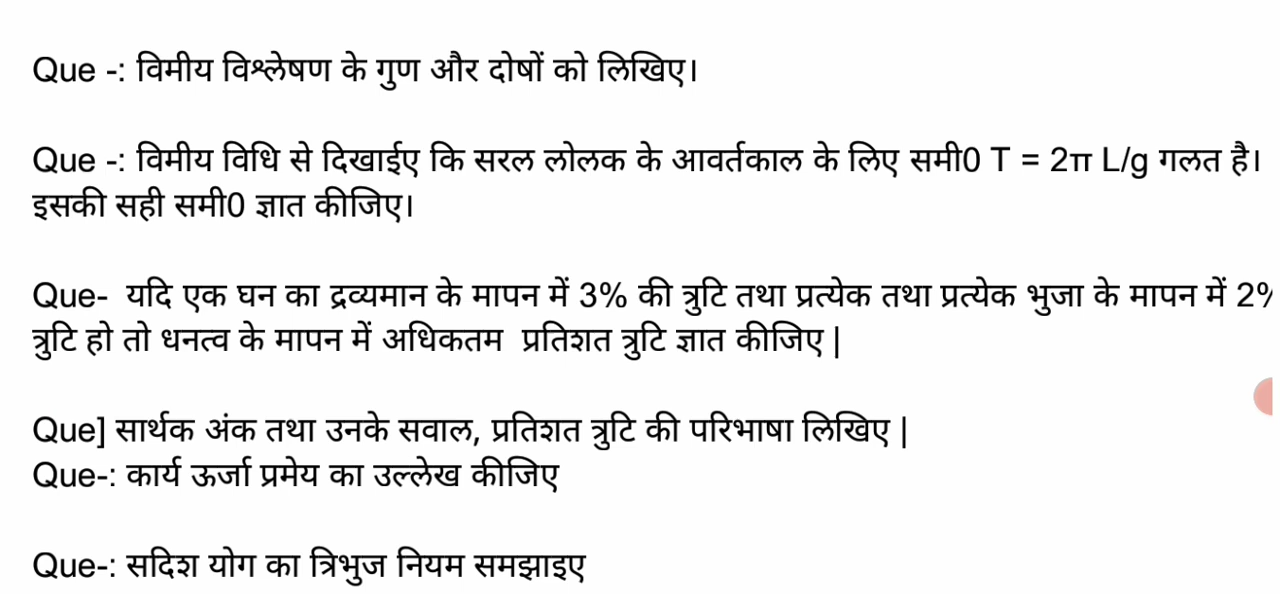 Que -: विमीय विश्लेषण के गुण और दोषों को लिखिए।
Que -: विमीय विधि से दिखाईए कि सरल लोलक के आवर्तकाल के लिए समी0 T = 2π L/g गलत है।
इसकी सही समी0 ज्ञात कीजिए।
Que- यदि एक घन का द्रव्यमान के मापन में 3% की त्रुटि तथा प्रत्येक तथा प्रत्येक भुजा के मापन में 2%
त्रुटि हो तो धनत्व के मापन में अधिकतम प्रतिशत त्रुटि ज्ञात कीजिए |
Que] सार्थक अंक तथा उनके सवाल, प्रतिशत त्रुटि की परिभाषा लिखिए |
Que-: कार्य ऊर्जा प्रमेय का उल्लेख कीजिए
Que-: सदिश योग का त्रिभुज नियम समझाइए